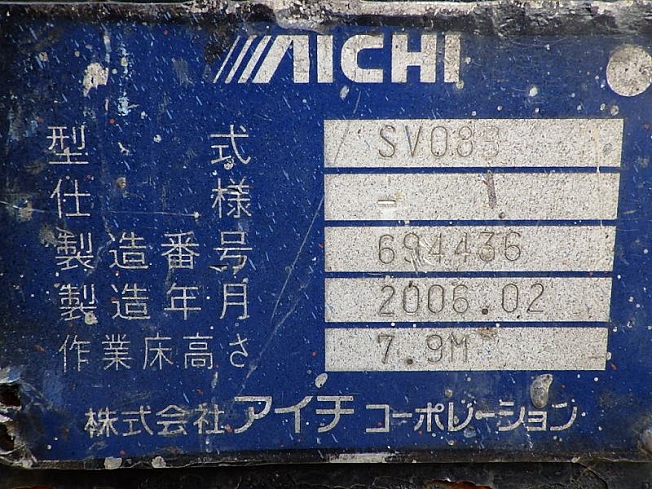 AICHI
型式 SV08B
仕様 -
製造番号 694436
製造年月 2006.02
作業床高さ 7.9M
株式会社 アイチ コーポレーション